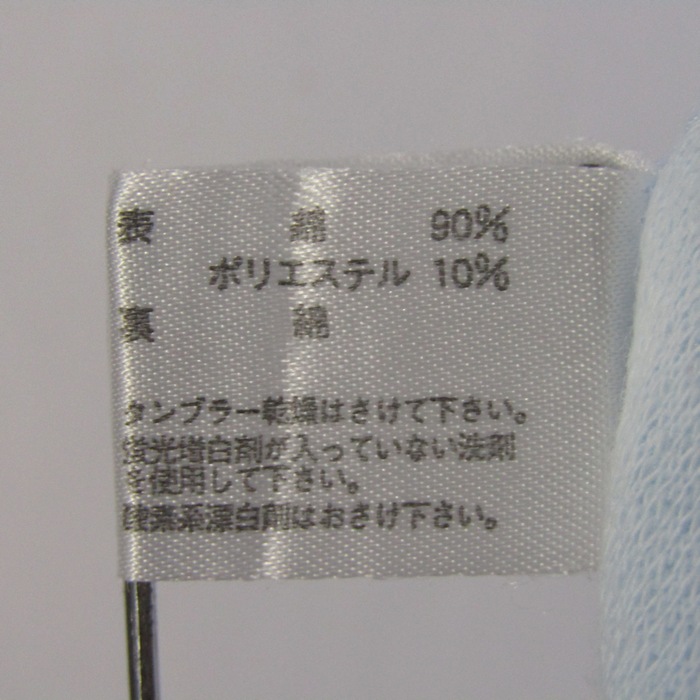 表 綿 90%
ポリエステル 10%
裏 綿
タンブラー乾燥はさけて下さい。
蛍光増白剤が入っていない洗剤
を使用して下さい。
酸素系漂白剤はおさけ下さい。